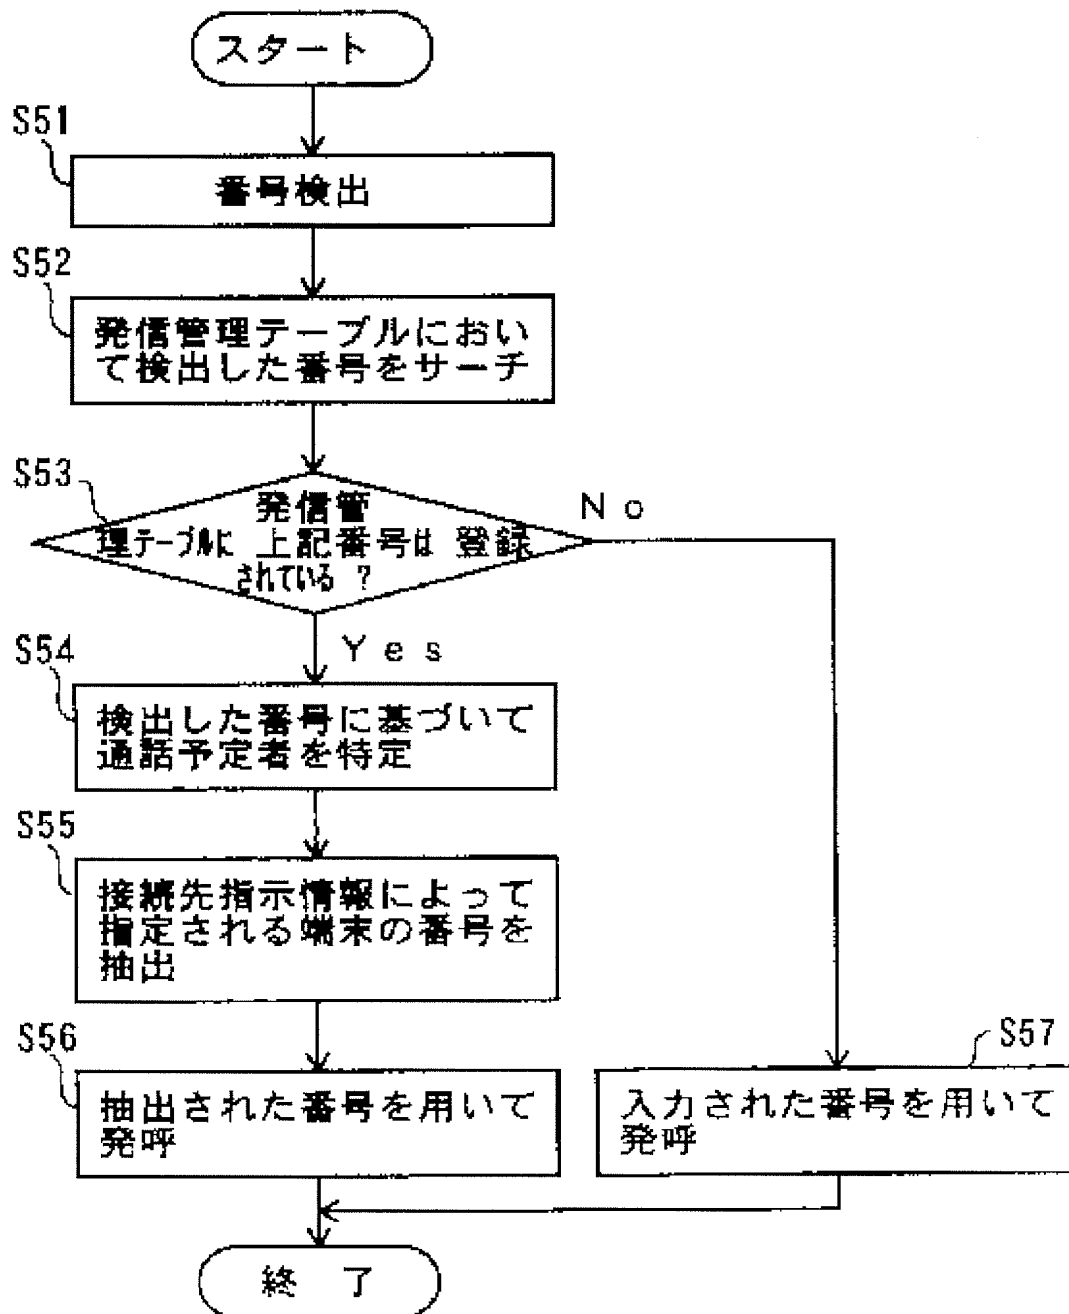 スタート
S51
番号検出
S52
発信管理テーブルにおい
て検出した番号をサーチ
S53
発信管
理テーブルに 上記番号は 登録
されている ?
No
Yes
S54
検出した番号に基づいて
通話予定者を特定
S55
接続先指示情報によって
指定される端末の番号を
抽出
S56
抽出された番号を用いて
発呼
S57
入力された番号を用いて
発呼
終 了